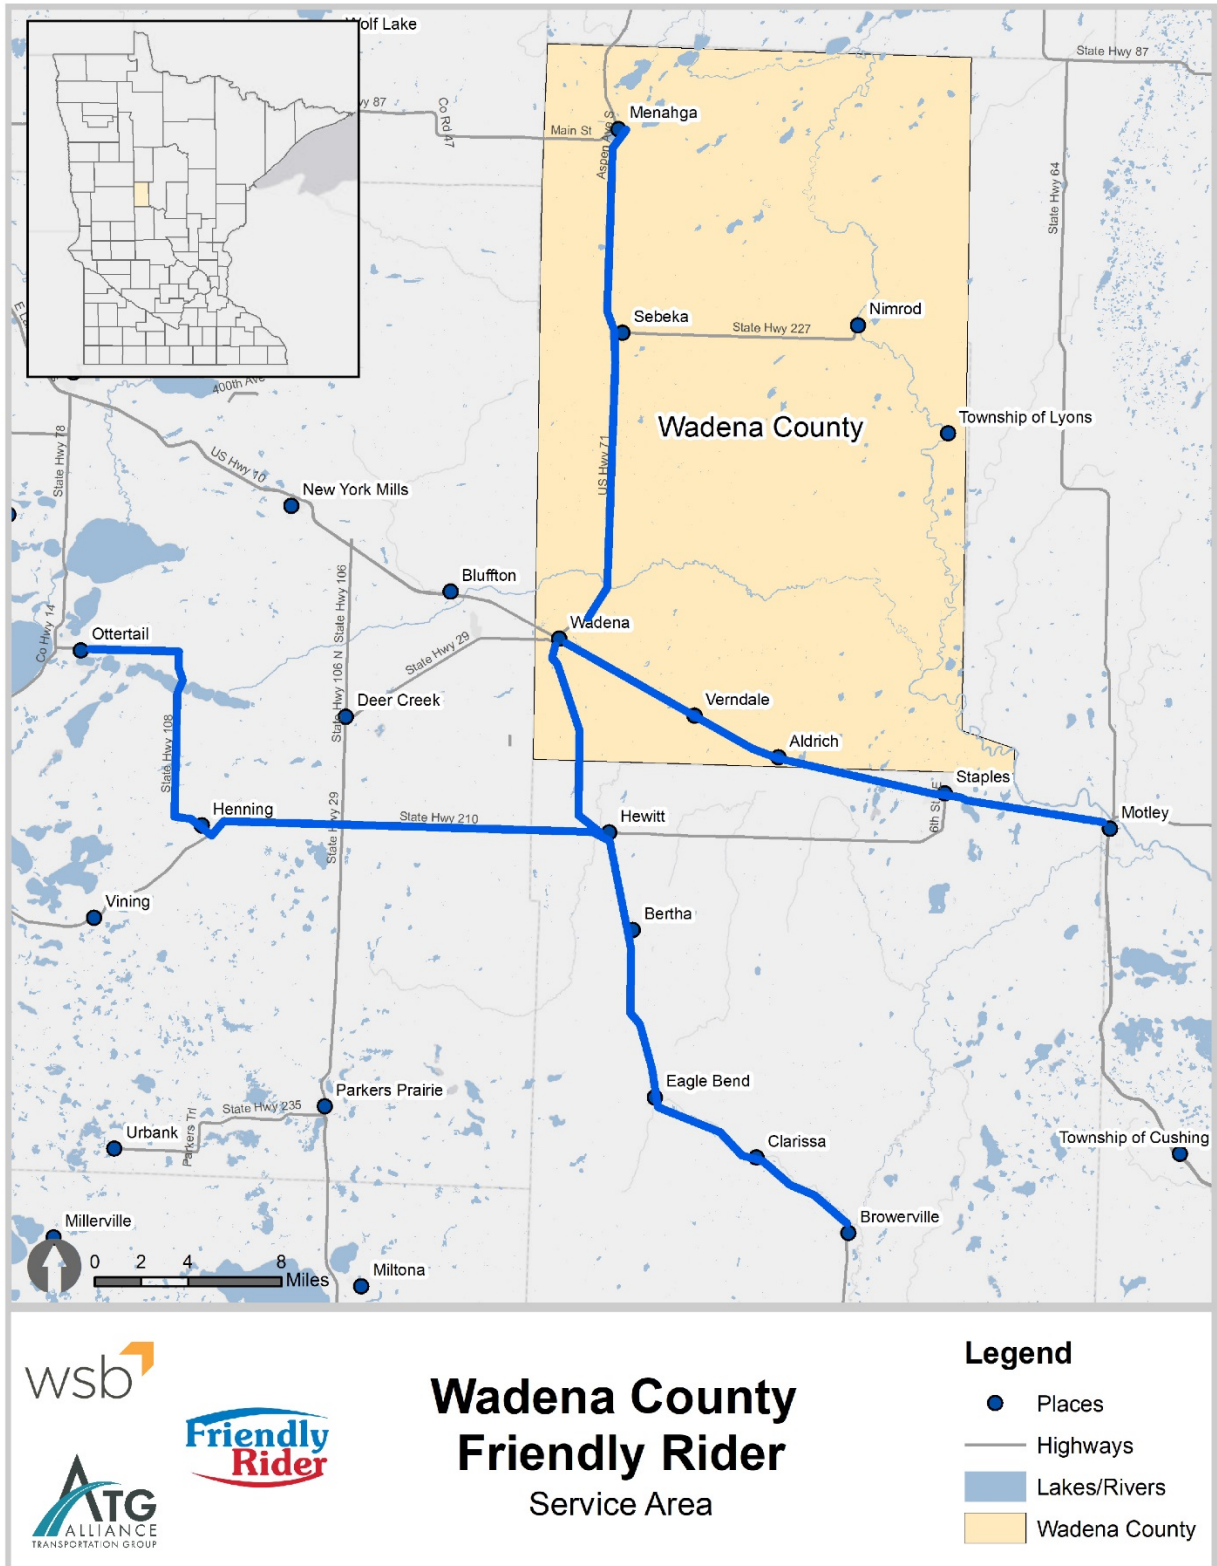 Wolf Lake
State Hwy 87
vy 87
Co Rd 47
Main St
Aspen Ave S
Menahga
State Hwy 64
Sebeka
State Hwy 227
Nimrod
400th Ave
Wadena County
Township of Lyons
State Hwy 78
US Hwy 10
US Hwy 71
New York Mills
Bluffton
State Hwy 106
State Hwy 106 N
Co Hwy 14
Ottertail
Wadena
State Hwy 29
Deer Creek
Verndale
Aldrich
State Hwy 108
Staples
Henning
State Hwy 210
Hewitt
6th St E
Motley
State Hwy 29
Vining
Bertha
Eagle Bend
Parkers Prairie
State Hwy 235
Parkers Trl
Urbank
Clarissa
Township of Cushing
Millerville
Browerville
0 2 4 8
Miles
Miltona
wsb
Friendly
Rider
ATG
ALLIANCE
TRANSPORTATION GROUP
Wadena County
Friendly Rider
Service Area
Legend
Places
Highways
Lakes/Rivers
Wadena County